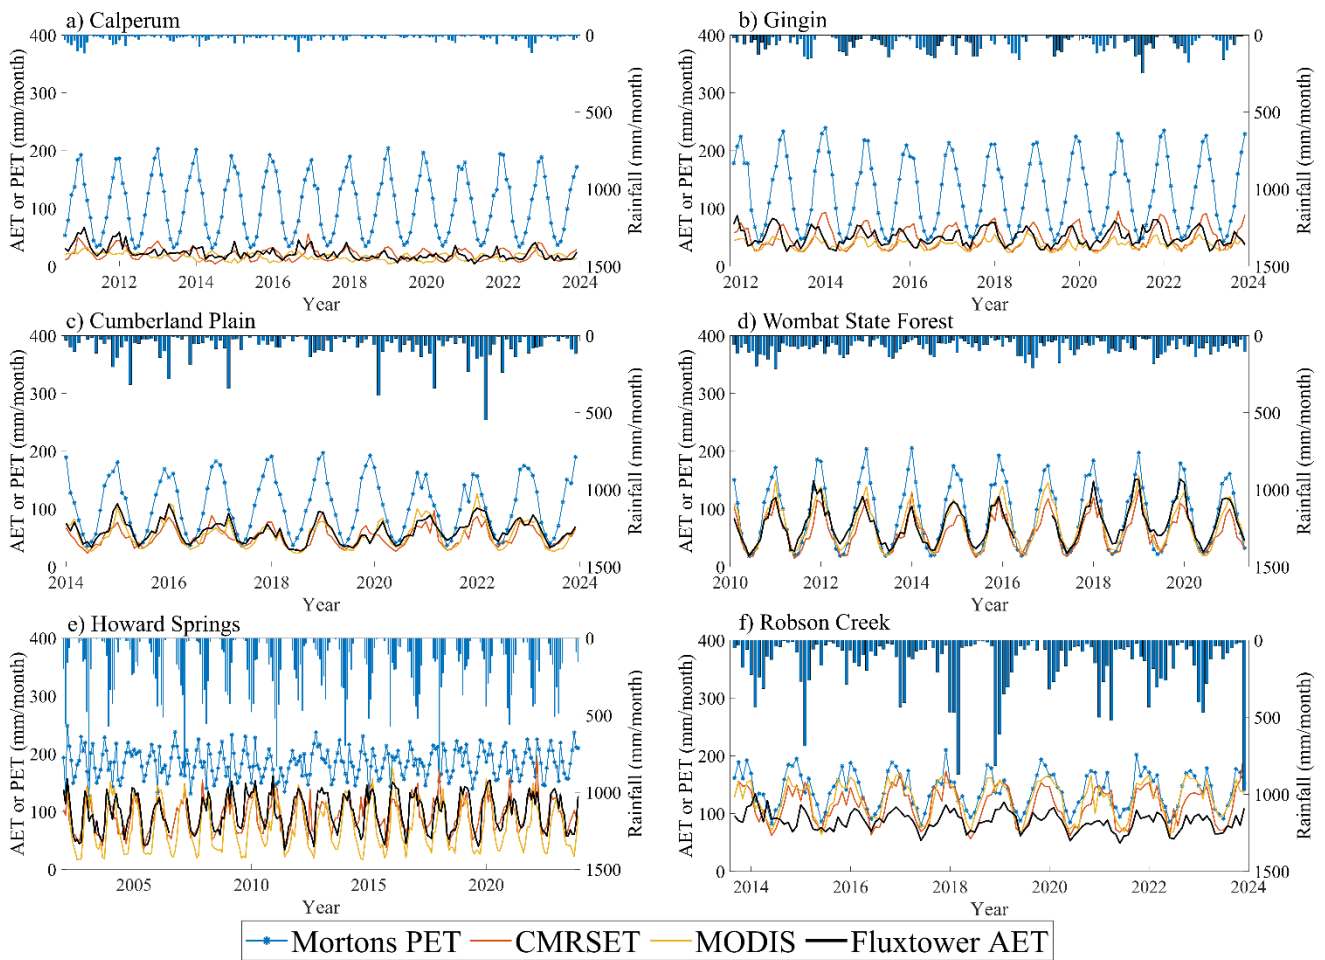 a) Calperum
b) Gingin
400
300
200
100
0
AET or PET (mm/month)
0
500
1000
1500
Rainfall (mm/month)
2012 2014 2016 2018 2020 2022 2024
Year
400
300
200
100
0
AET or PET (mm/month)
0
500
1000
1500
Rainfall (mm/month)
2012 2014 2016 2018 2020 2022 2024
Year
c) Cumberland Plain
d) Wombat State Forest
400
300
200
100
0
AET or PET (mm/month)
0
500
1000
1500
Rainfall (mm/month)
2014 2016 2018 2020 2022 2024
Year
400
300
200
100
0
AET or PET (mm/month)
0
500
1000
1500
Rainfall (mm/month)
2010 2012 2014 2016 2018 2020
Year
e) Howard Springs
f) Robson Creek
400
300
200
100
0
AET or PET (mm/month)
0
500
1000
1500
Rainfall (mm/month)
2005 2010 2015 2020
Year
400
300
200
100
0
AET or PET (mm/month)
0
500
1000
1500
Rainfall (mm/month)
2014 2016 2018 2020 2022 2024
Year
Mortons PET CMRSET MODIS Fluxtower AET